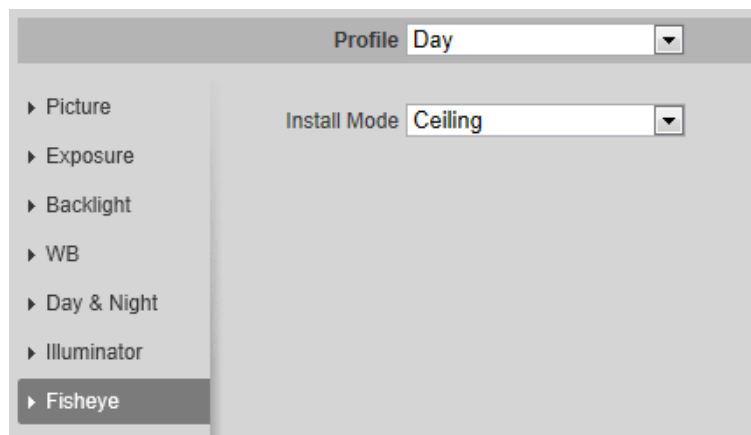 Profile Day
Picture
Install Mode Ceiling
Exposure
Backlight
WB
Day & Night
Illuminator
Fisheye